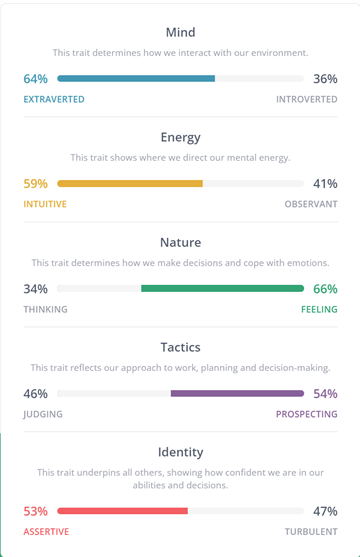 Mind
This trait determines how we interact with our environment.
64% 36%
EXTRAVERTED INTROVERTED
Energy
This trait shows where we direct our mental energy.
59% 41%
INTUITIVE OBSERVANT
Nature
This trait determines how we make decisions and cope with emotions.
34% 66%
THINKING FEELING
Tactics
This trait reflects our approach to work, planning and decision-making.
46% 54%
JUDGING PROSPECTING
Identity
This trait underpins all others, showing how confident we are in our
abilities and decisions.
53% 47%
ASSERTIVE TURBULENT